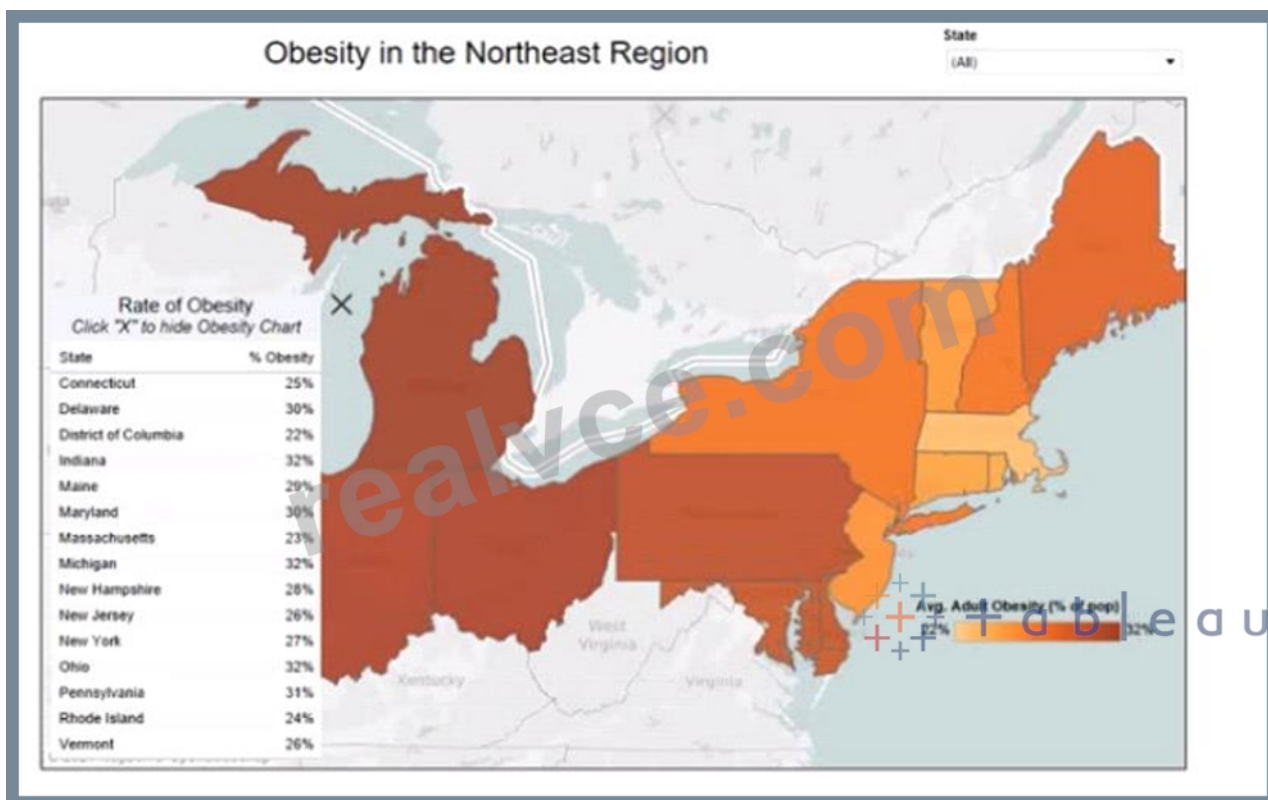 Obesity in the Northeast Region
State
(All)
Rate of Obesity
Click "X" to hide Obesity Chart
State % Obesity
Connecticut 25%
Delaware 30%
District of Columbia 22%
Indiana 32%
Maine 29%
Maryland 30%
Massachusetts 23%
Michigan 32%
New Hampshire 28%
New Jersey 26%
New York 27%
Ohio 32%
Pennsylvania 31%
Rhode Island 24%
Vermont 26%
West
Virginia
Kentucky
Virginia
Avg. Adult Obesity (% of pop)
22% 32%
+ a b l e a u
realvce.com